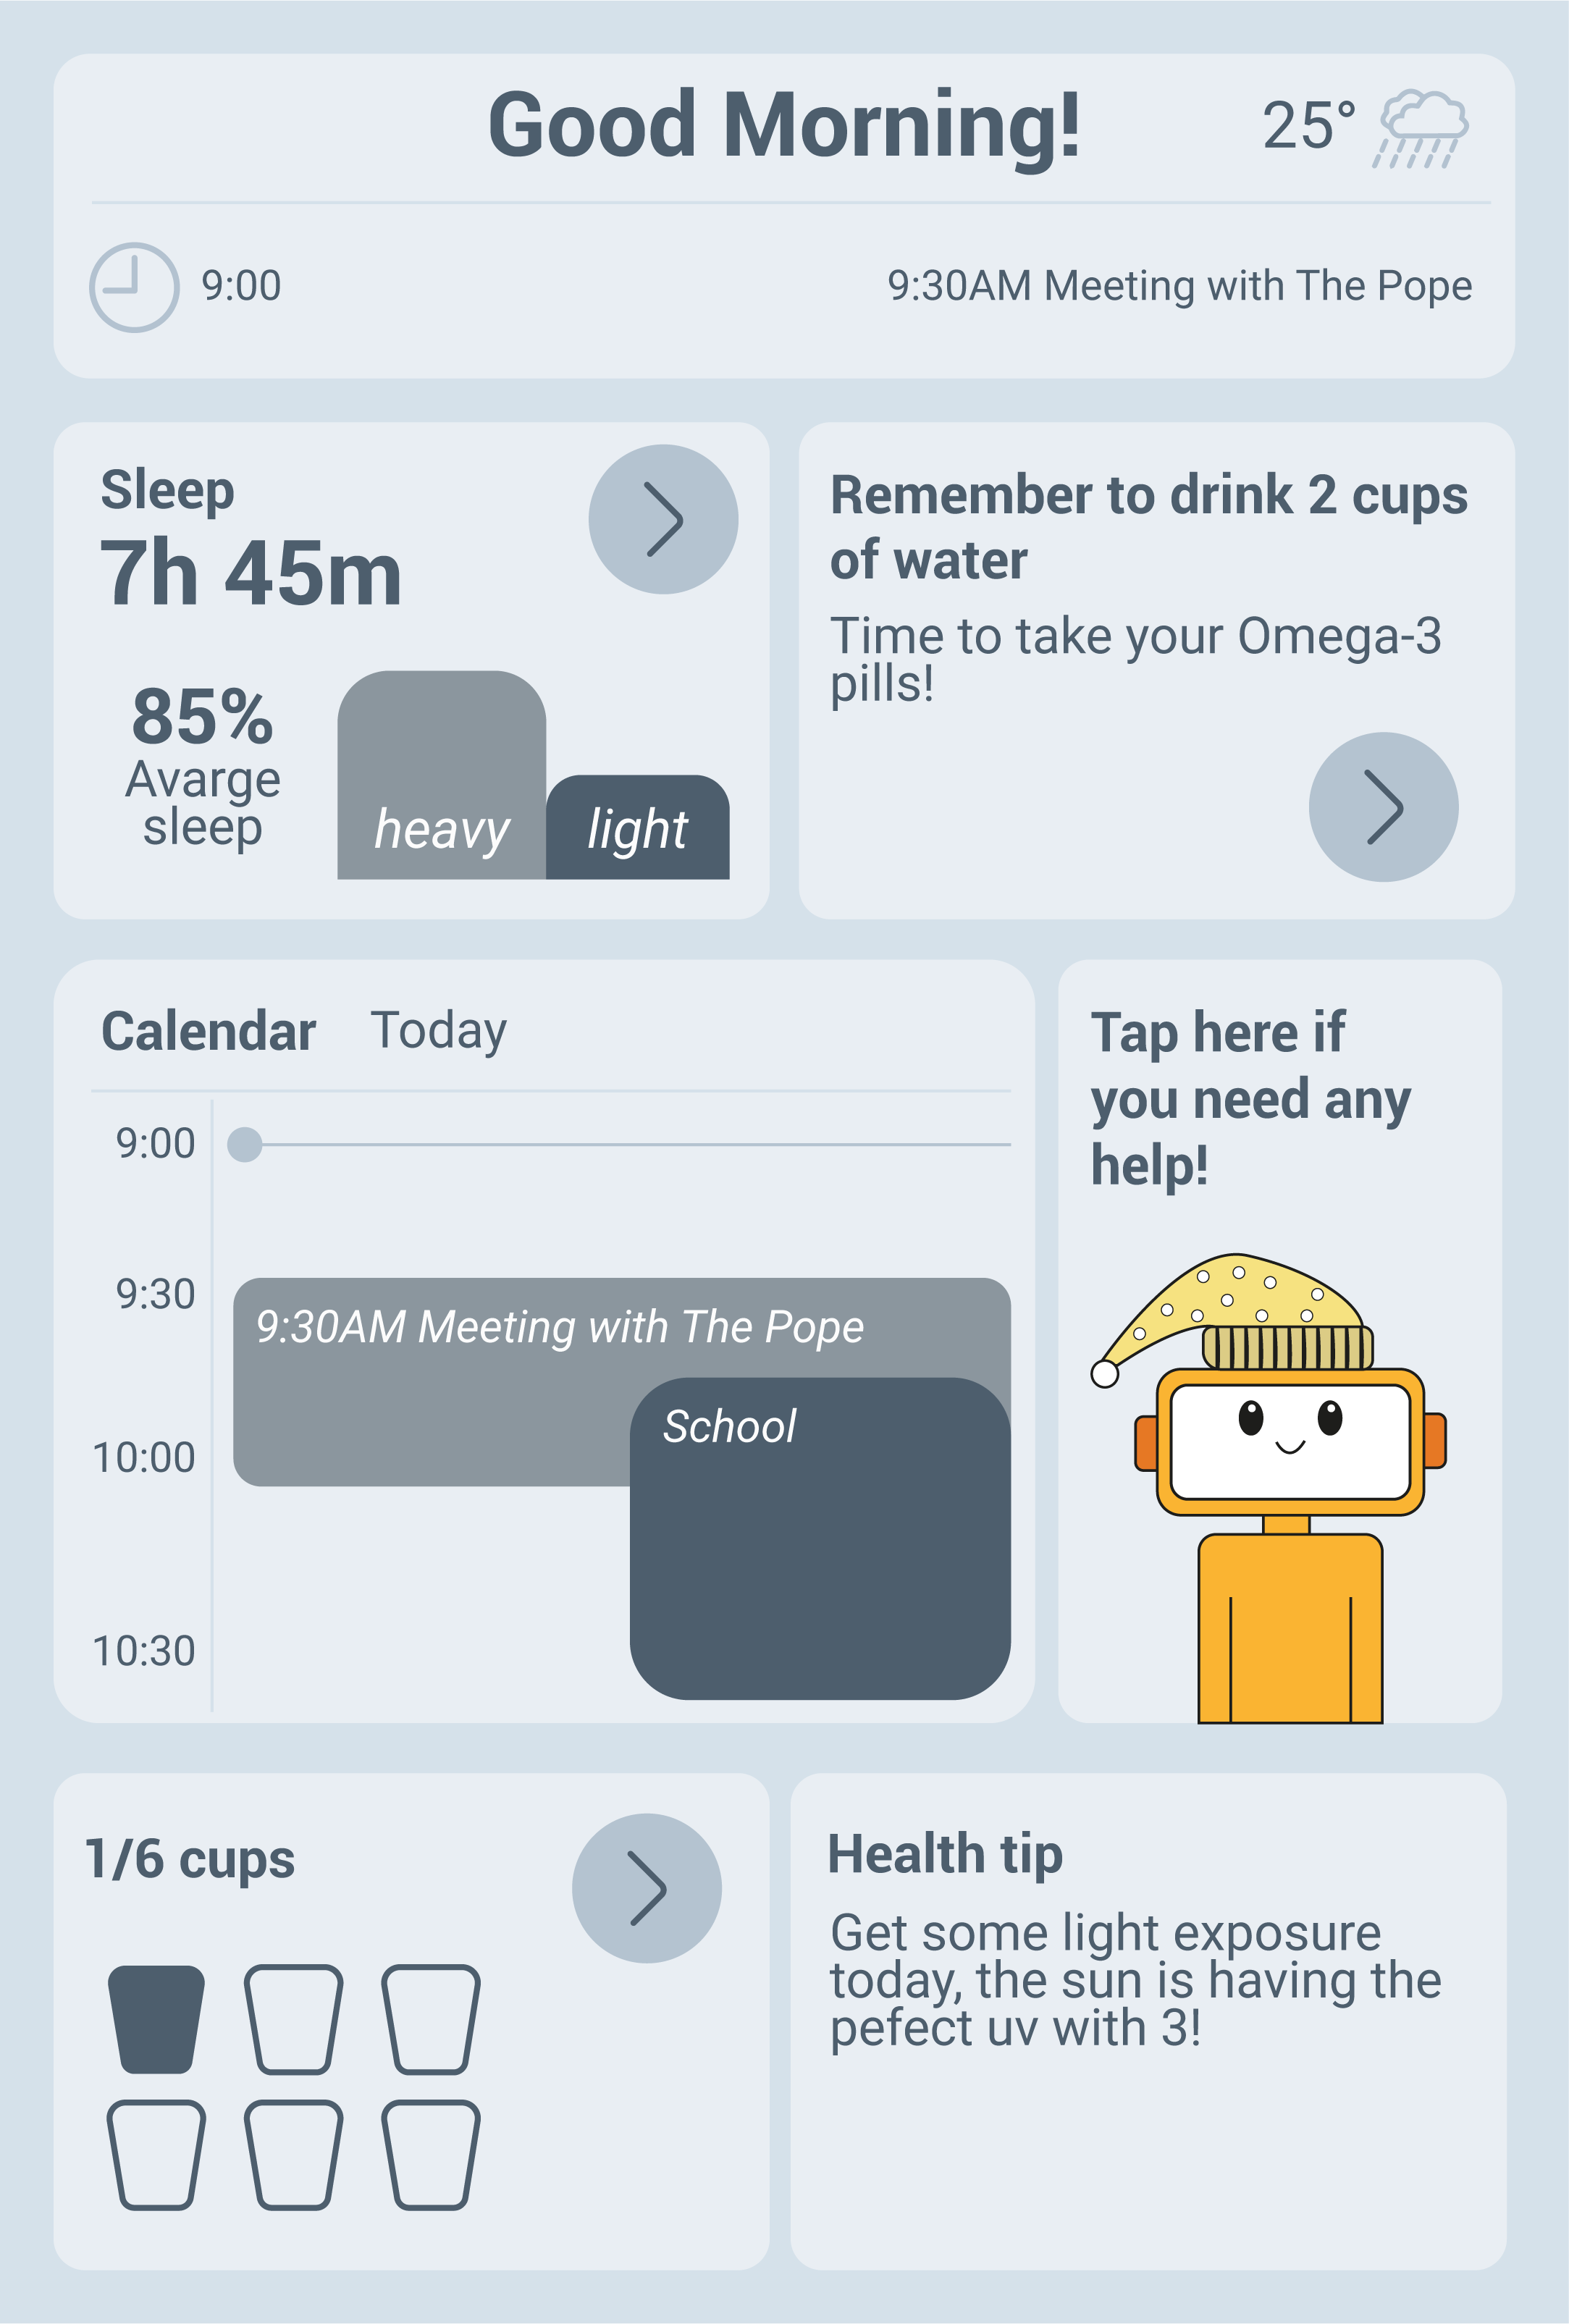 Good Morning!
25°
9:00
9:30AM Meeting with The Pope
Sleep
7h 45m
85%
Avarge
sleep
heavy
light
Remember to drink 2 cups
of water
Time to take your Omega-3
pills!
Calendar Today
9:00
9:30
9:30AM Meeting with The Pope
School
10:00
10:30
Tap here if
you need any
help!
1/6 cups
Health tip
Get some light exposure
today, the sun is having the
pefect uv with 3!